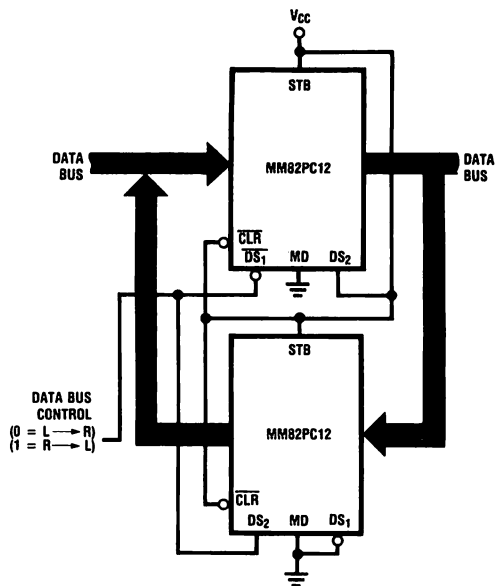 VCC
STB
DATA
BUS
MM82PC12
DATA
BUS
CLR
DS1
MD
DS2
STB
DATA BUS
CONTROL
(0 = L → R)
(1 = R → L)
MM82PC12
CLR
DS2
MD
DS1